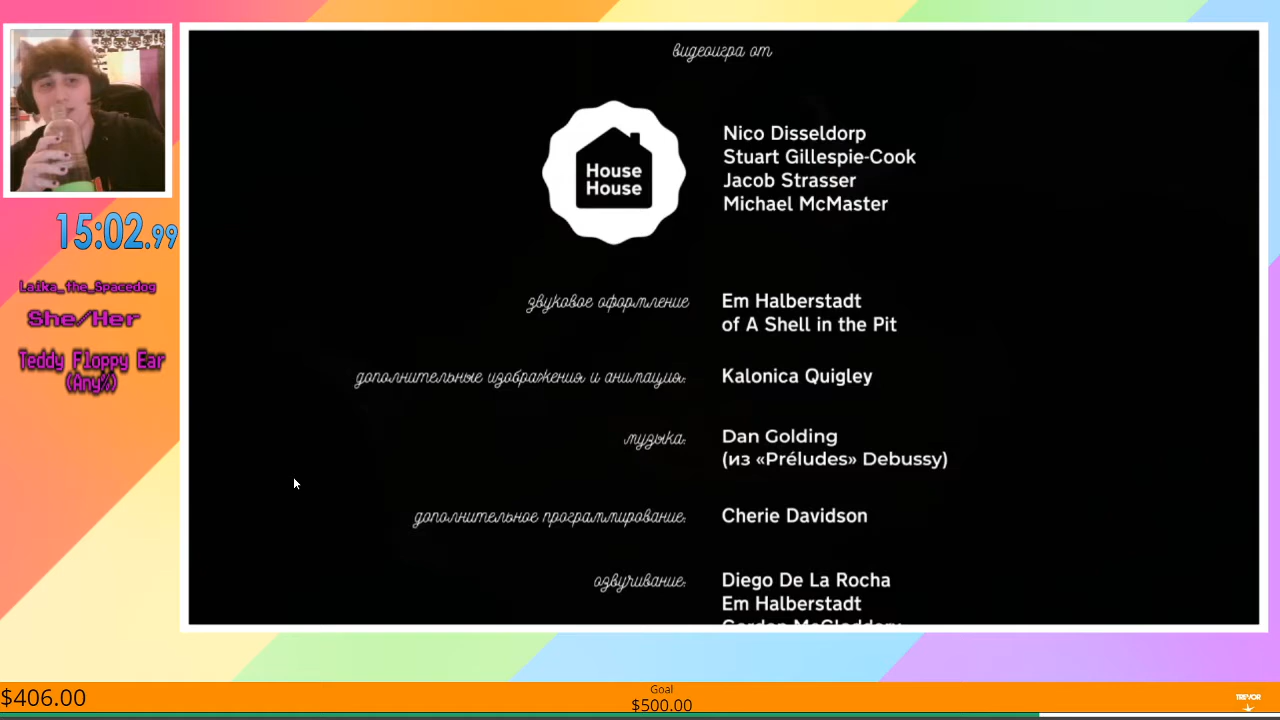 видеоигра от
House
House
Nico Disseldorp
Stuart Gillespie-Cook
Jacob Strasser
Michael McMaster
15:02.99
Laika_the_Spacedog
She/Her
Teddy Floppy Ear
(Any%)
звуковое оформление
Em Halberstadt
of A Shell in the Pit
дополнительные изображения и анимация:
Kalonica Quigley
музыка:
Dan Golding
(из «Préludes» Debussy)
дополнительное программирование:
Cherie Davidson
озвучивание:
Diego De La Rocha
Em Halberstadt
$406.00
Goal
$500.00
TREVOR